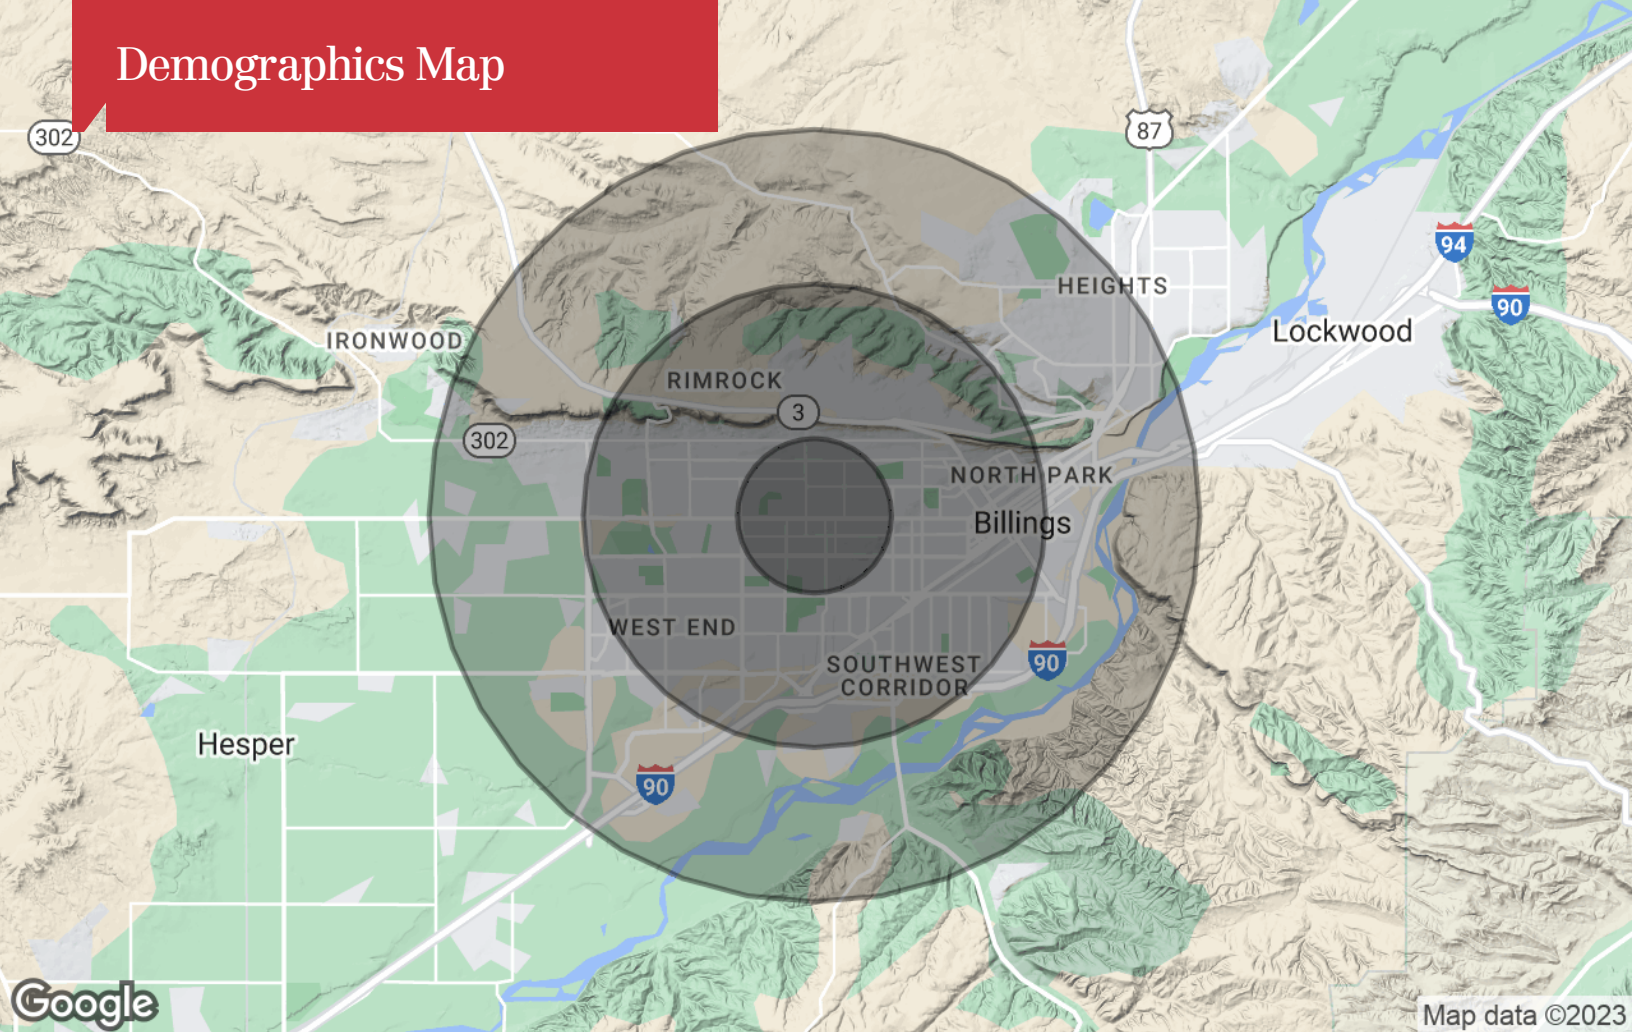 Demographics Map
302
87
94
90
HEIGHTS
Lockwood
IRONWOOD
RIMROCK
3
302
NORTH PARK
Billings
WEST END
SOUTHWEST
CORRIDOR
90
Hesper
90
Google
Map data ©2023